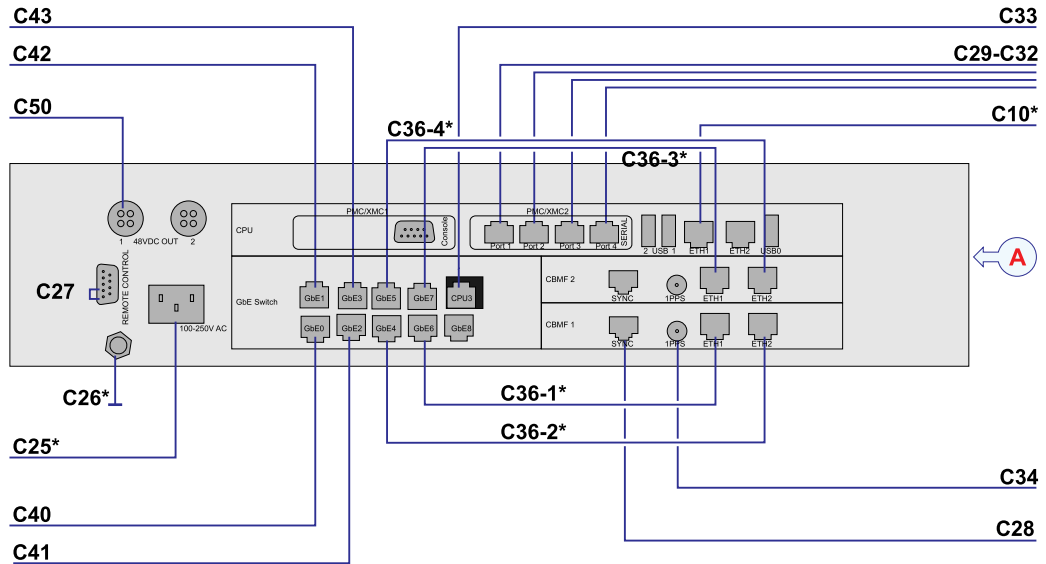 C43
C33
C42
C29-C32
C50
C10*
C36-4*
C36-3*
PMC/XMC1
PMC/XMC2
CPU
Console
SERIAL
Port 1
Port 2
Port 3
Port 4
2 USB 1
ETH1
ETH2
USB0
1 48VDC OUT 2
A
REMOTE CONTROL
C27
100-250V AC
GbE Switch
GbE1
GbE3
GbE5
GbE7
CPU3
GbE0
GbE2
GbE4
GbE6
GbE8
CBMF 2
SYNC
1PPS
ETH1
ETH2
CBMF 1
SYNC
1PPS
ETH1
ETH2
C26*
C36-1*
C36-2*
C25*
C34
C40
C28
C41